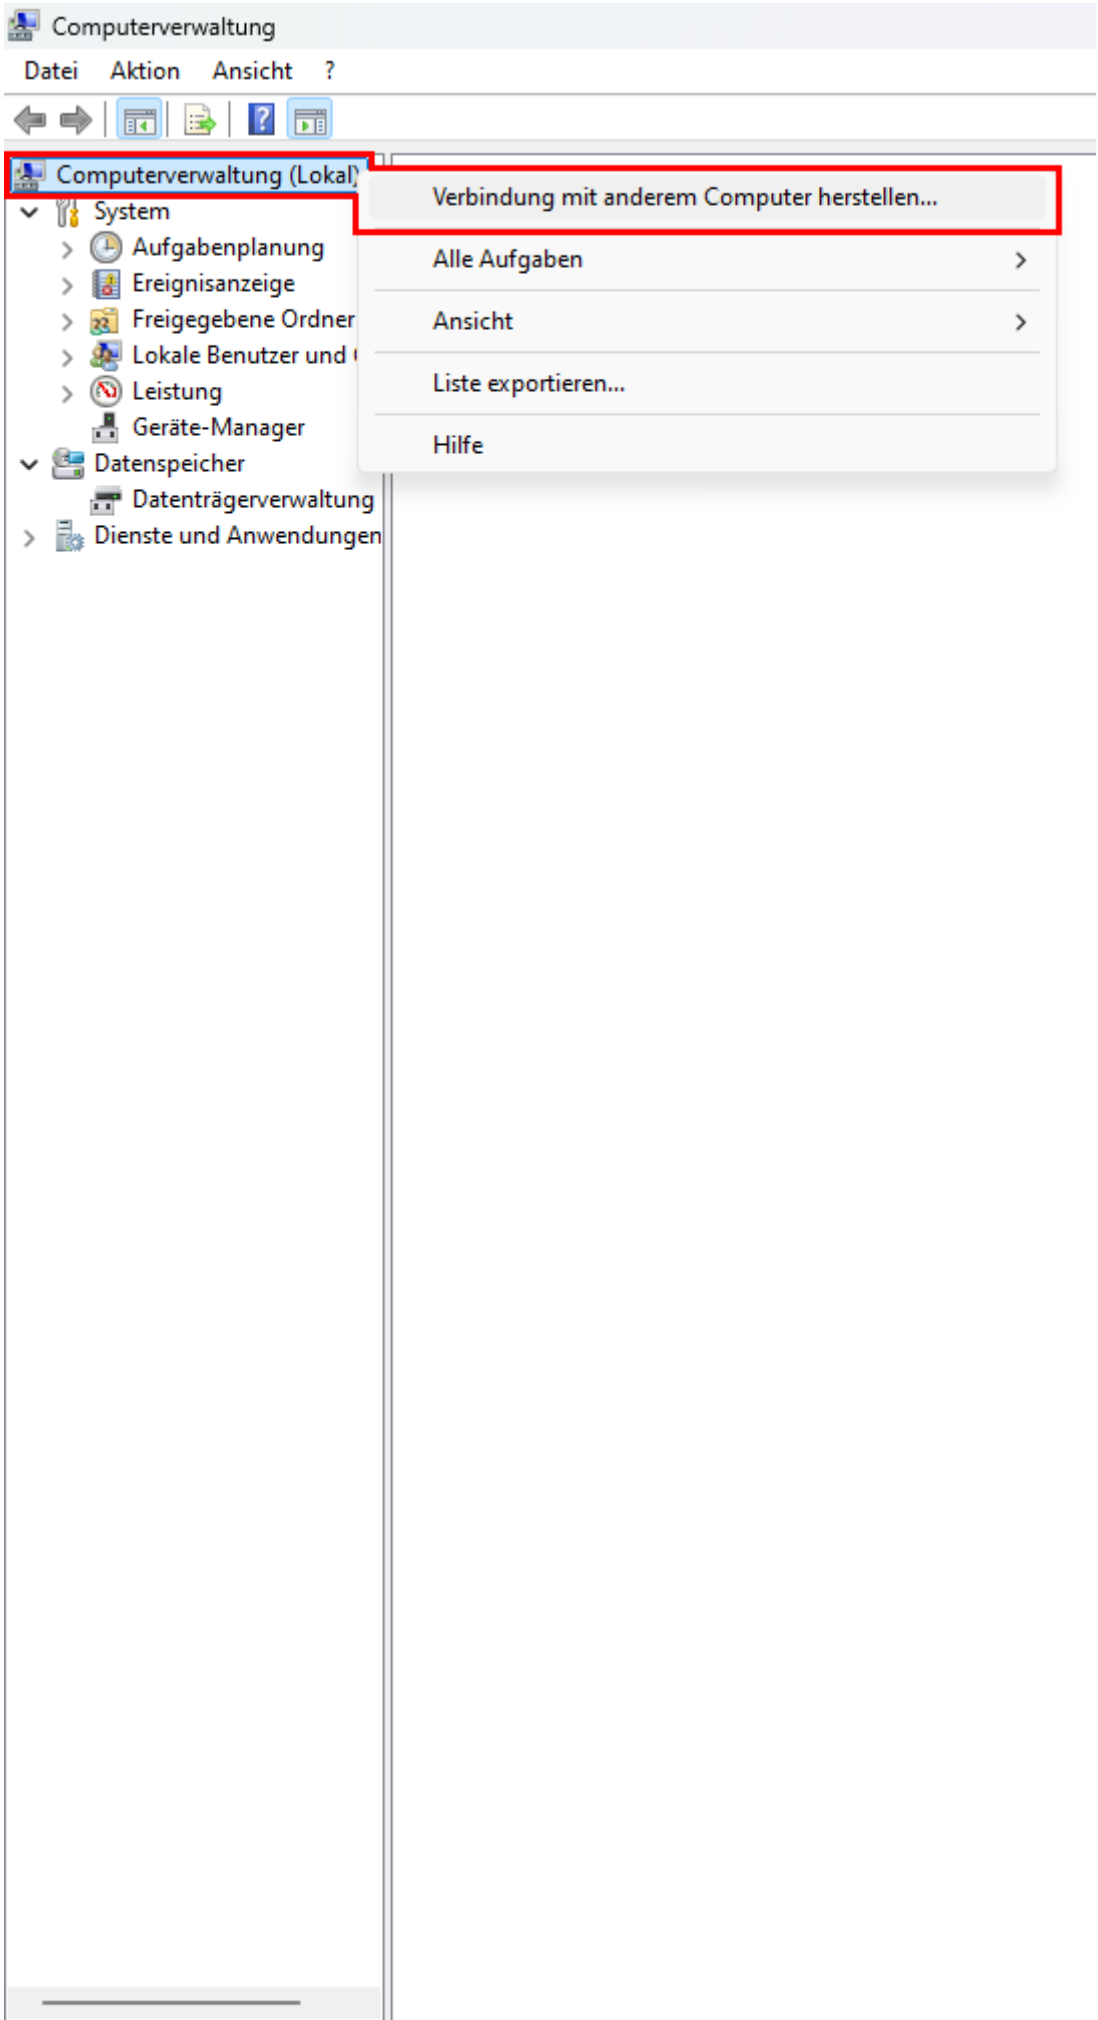 Computerverwaltung
Datei Aktion Ansicht ?
Computerverwaltung (Lokal)
System
Aufgabenplanung
Ereignisanzeige
Freigegebene Ordner
Lokale Benutzer und
Leistung
Geräte-Manager
Datenspeicher
Datenträgerverwaltung
Dienste und Anwendungen
Verbindung mit anderem Computer herstellen...
Alle Aufgaben
Ansicht
Liste exportieren...
Hilfe